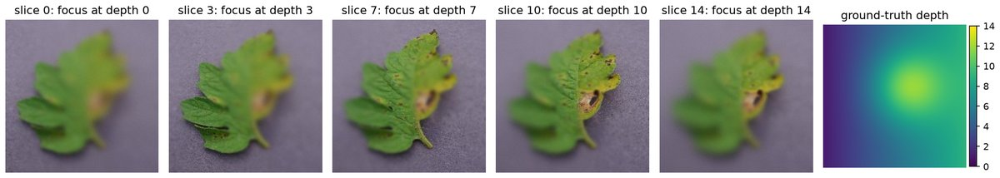 slice 0: focus at depth 0
slice 3: focus at depth 3
slice 7: focus at depth 7
slice 10: focus at depth 10
slice 14: focus at depth 14
ground-truth depth
14
12
10
8
6
4
2
0